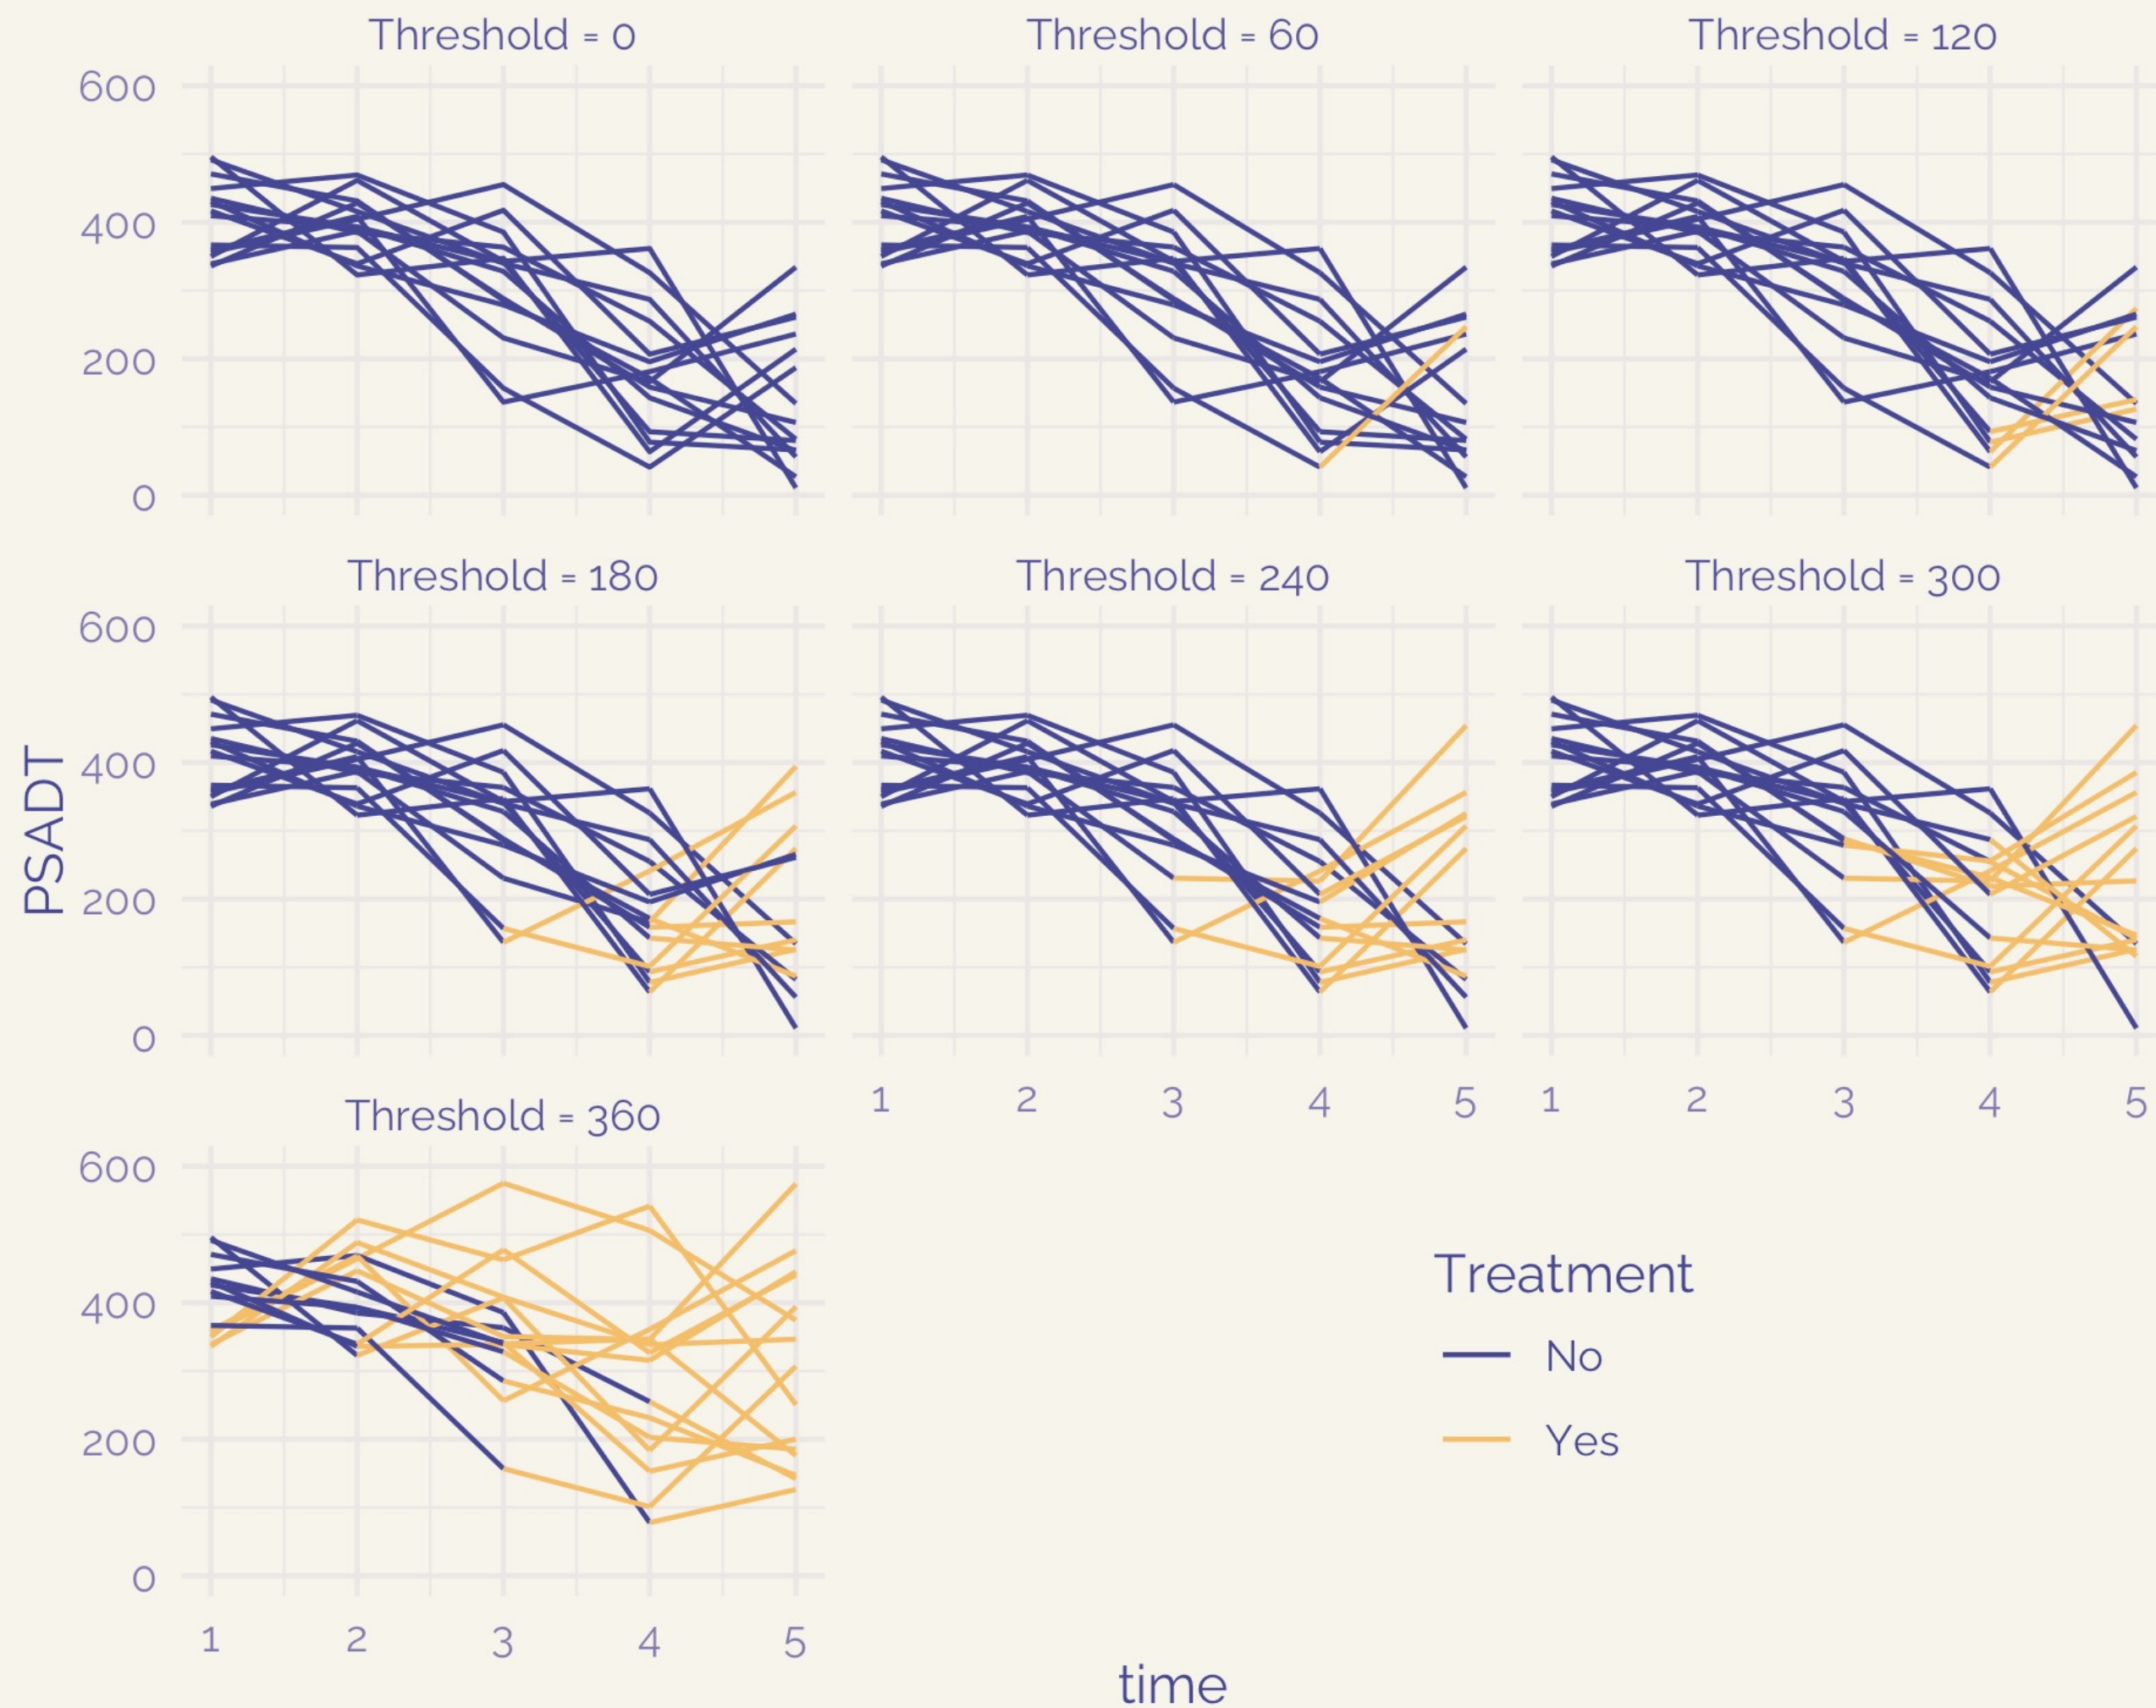 Threshold = 0
Threshold = 60
Threshold = 120
600
400
200
0
Threshold = 180
Threshold = 240
Threshold = 300
600
400
200
0
PSADT
1 2 3 4 5
1 2 3 4 5
Threshold = 360
600
400
200
0
1 2 3 4 5
Treatment
No
Yes
time